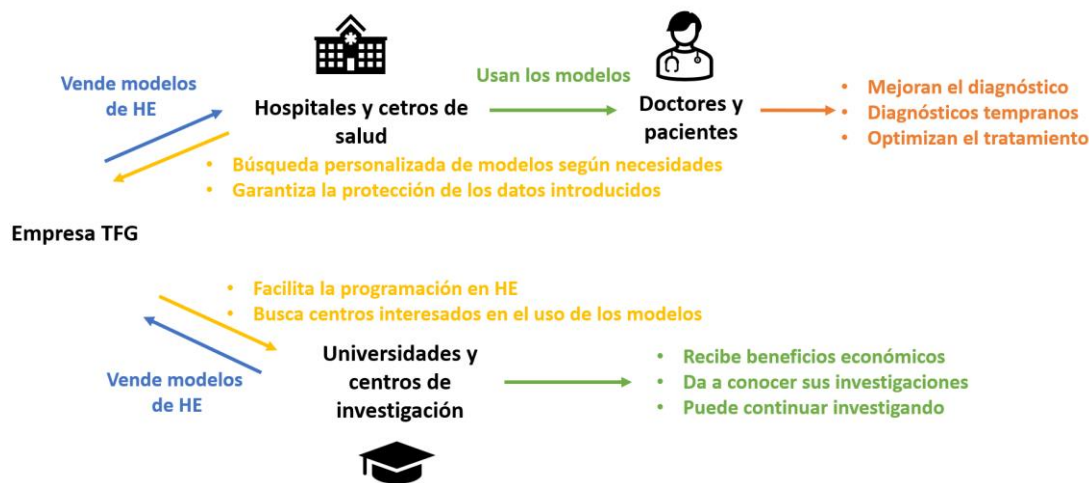 Vende modelos
de HE
Hospitales y cetros de
salud
Usan los modelos
Doctores y
pacientes
• Mejoran el diagnóstico
• Diagnósticos tempranos
• Optimizan el tratamiento
• Búsqueda personalizada de modelos según necesidades
• Garantiza la protección de los datos introducidos
Empresa TFG
• Facilita la programación en HE
• Busca centros interesados en el uso de los modelos
Vende modelos
de HE
Universidades y
centros de
investigación
• Recibe beneficios económicos
• Da a conocer sus investigaciones
• Puede continuar investigando